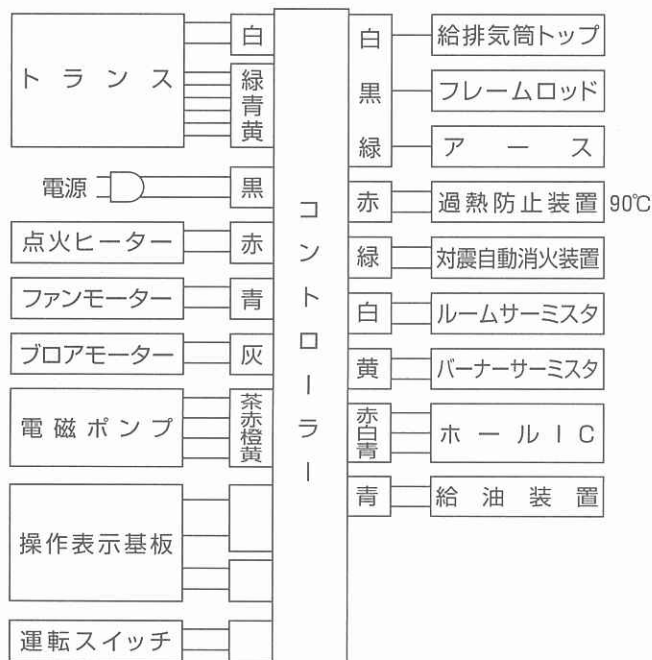 トランス
白
緑
青
黄
電源
黒
点火ヒーター
赤
ファンモーター
青
ブロアモーター
灰
電磁ポンプ
茶
赤
橙
黄
操作表示基板
運転スイッチ
コントローラー
白
給排気筒トップ
黒
フレームロッド
緑
アース
赤
過熱防止装置 90℃
緑
対震自動消火装置
白
ルームサーミスタ
黄
バーナーサーミスタ
赤
白
青
ホールIC
青
給油装置